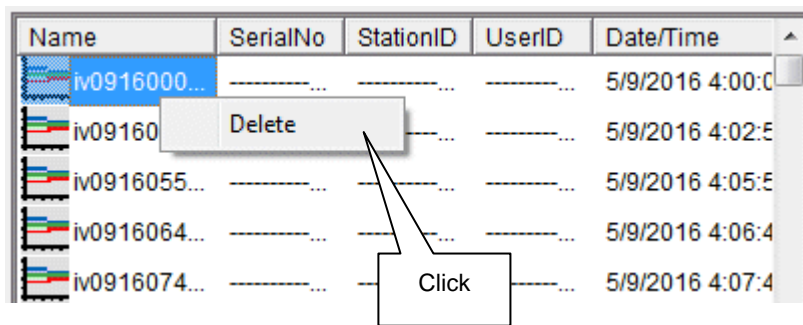 Name SerialNo StationID UserID Date/Time
iv0916000... ----------... ----------... ---------... 5/9/2016 4:00:0
iv09160 Delete ----... ---------... 5/9/2016 4:02:5
iv0916055... ----------... ----------... ---------... 5/9/2016 4:05:5
iv0916064... ----------... --... ---------... 5/9/2016 4:06:4
iv0916074... ----------... --- Click ------... 5/9/2016 4:07:4